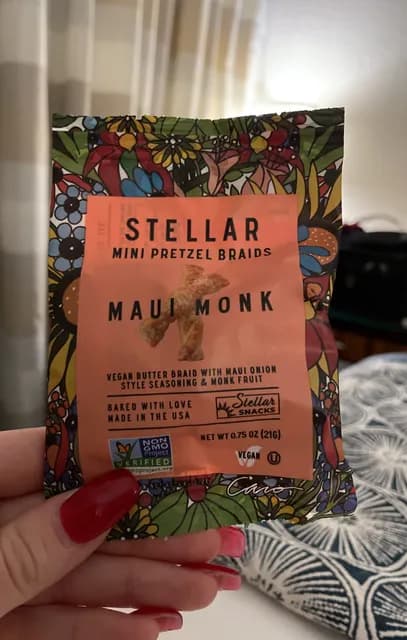 STELLAR
MINI PRETZEL BRAIDS
MAUI MONK
VEGAN BUTTER BRAID WITH MAUI ONION
STYLE SEASONING & MONK FRUIT
BAKED WITH LOVE
MADE IN THE USA
Stellar
SNACKS
NET WT 0.75 OZ (21G)
NON
GMO
Project
VERIFIED
VEGAN
U